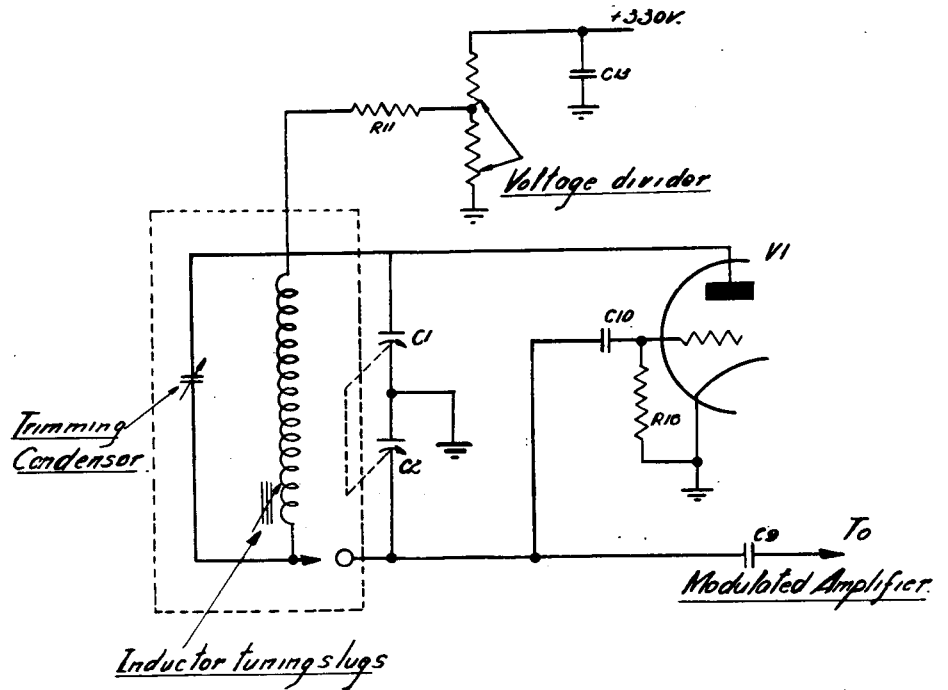 +330V.
C13
R11
Voltage divider
V1
C10
C1
R10
Trimming
Condensor.
C2
C9
To
Modulated Amplifier.
Inductor tuning slugs